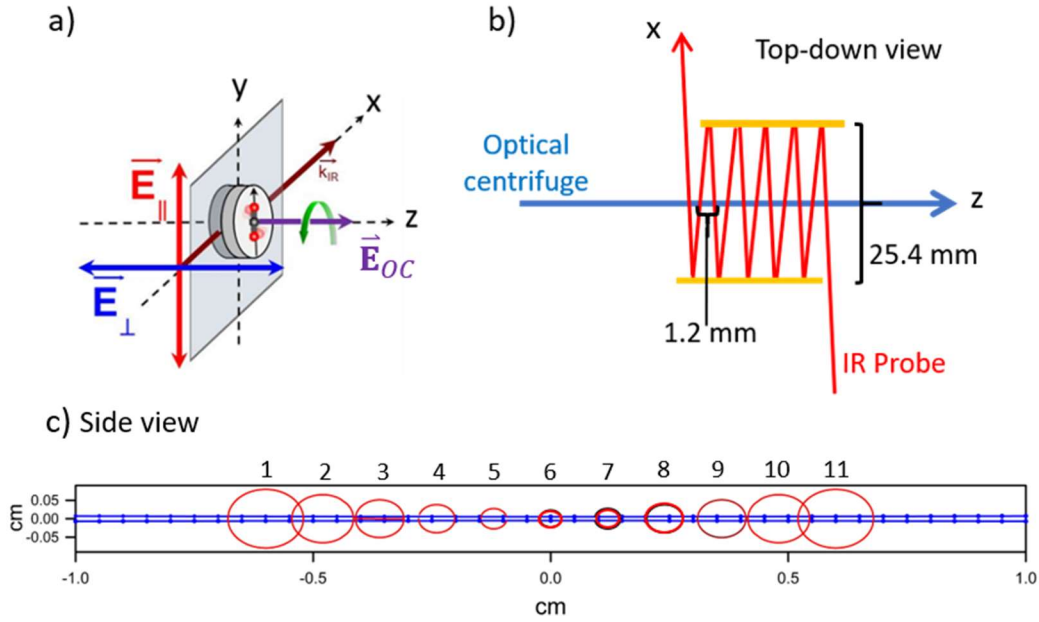 a)
y
x
E||
k IR
z
E OC
E⊥
b)
x
Top-down view
Optical
centrifuge
z
25.4 mm
1.2 mm
IR Probe
c) Side view
1 2 3 4 5 6 7 8 9 10 11
0.05
0.00
-0.05
cm
-1.0 -0.5 0.0 0.5 1.0
cm